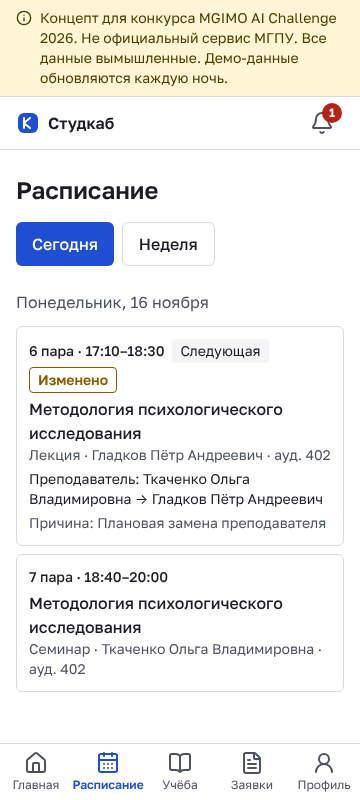 Концепт для конкурса MGIMO AI Challenge
2026. Не официальный сервис МГПУ. Все
данные вымышленные. Демо-данные
обновляются каждую ночь.
Студкаб
1
Расписание
Сегодня
Неделя
Понедельник, 16 ноября
6 пара · 17:10–18:30 Следующая
Изменено
Методология психологического
исследования
Лекция · Гладков Пётр Андреевич · ауд. 402
Преподаватель: Ткаченко Ольга
Владимировна → Гладков Пётр Андреевич
Причина: Плановая замена преподавателя
7 пара · 18:40–20:00
Методология психологического
исследования
Семинар · Ткаченко Ольга Владимировна ·
ауд. 402
Главная
Расписание
Учёба
Заявки
Профиль